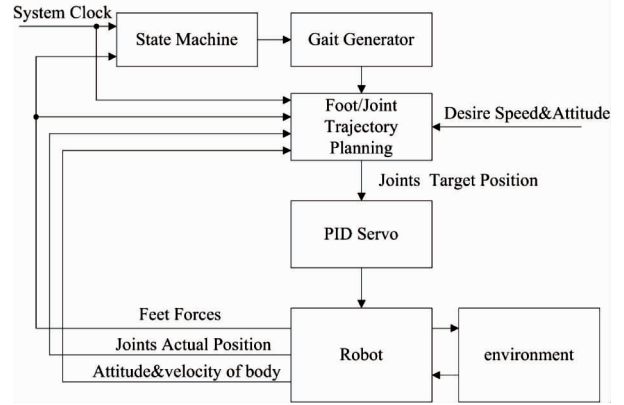 System Clock
State Machine
Gait Generator
Foot/Joint
Trajectory
Planning
Desire Speed&Attitude
Joints Target Position
PID Servo
Feet Forces
Joints Actual Position
Attitude&velocity of body
Robot
environment